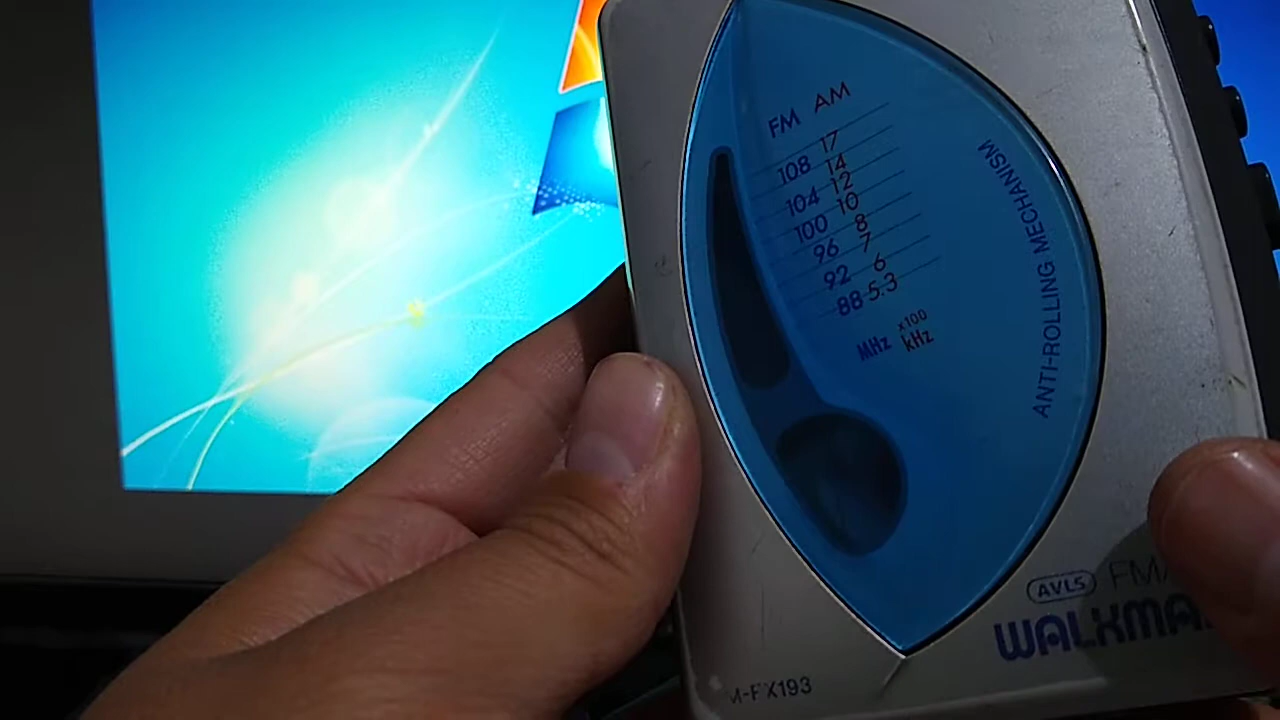 FM AM
17
108 14
12
104 10
100 8
96 7
92 6
88 5.3
MHz x100 kHz
ANTI-ROLLING MECHANISM
AVLS FM/
WALKMA
M-FX193